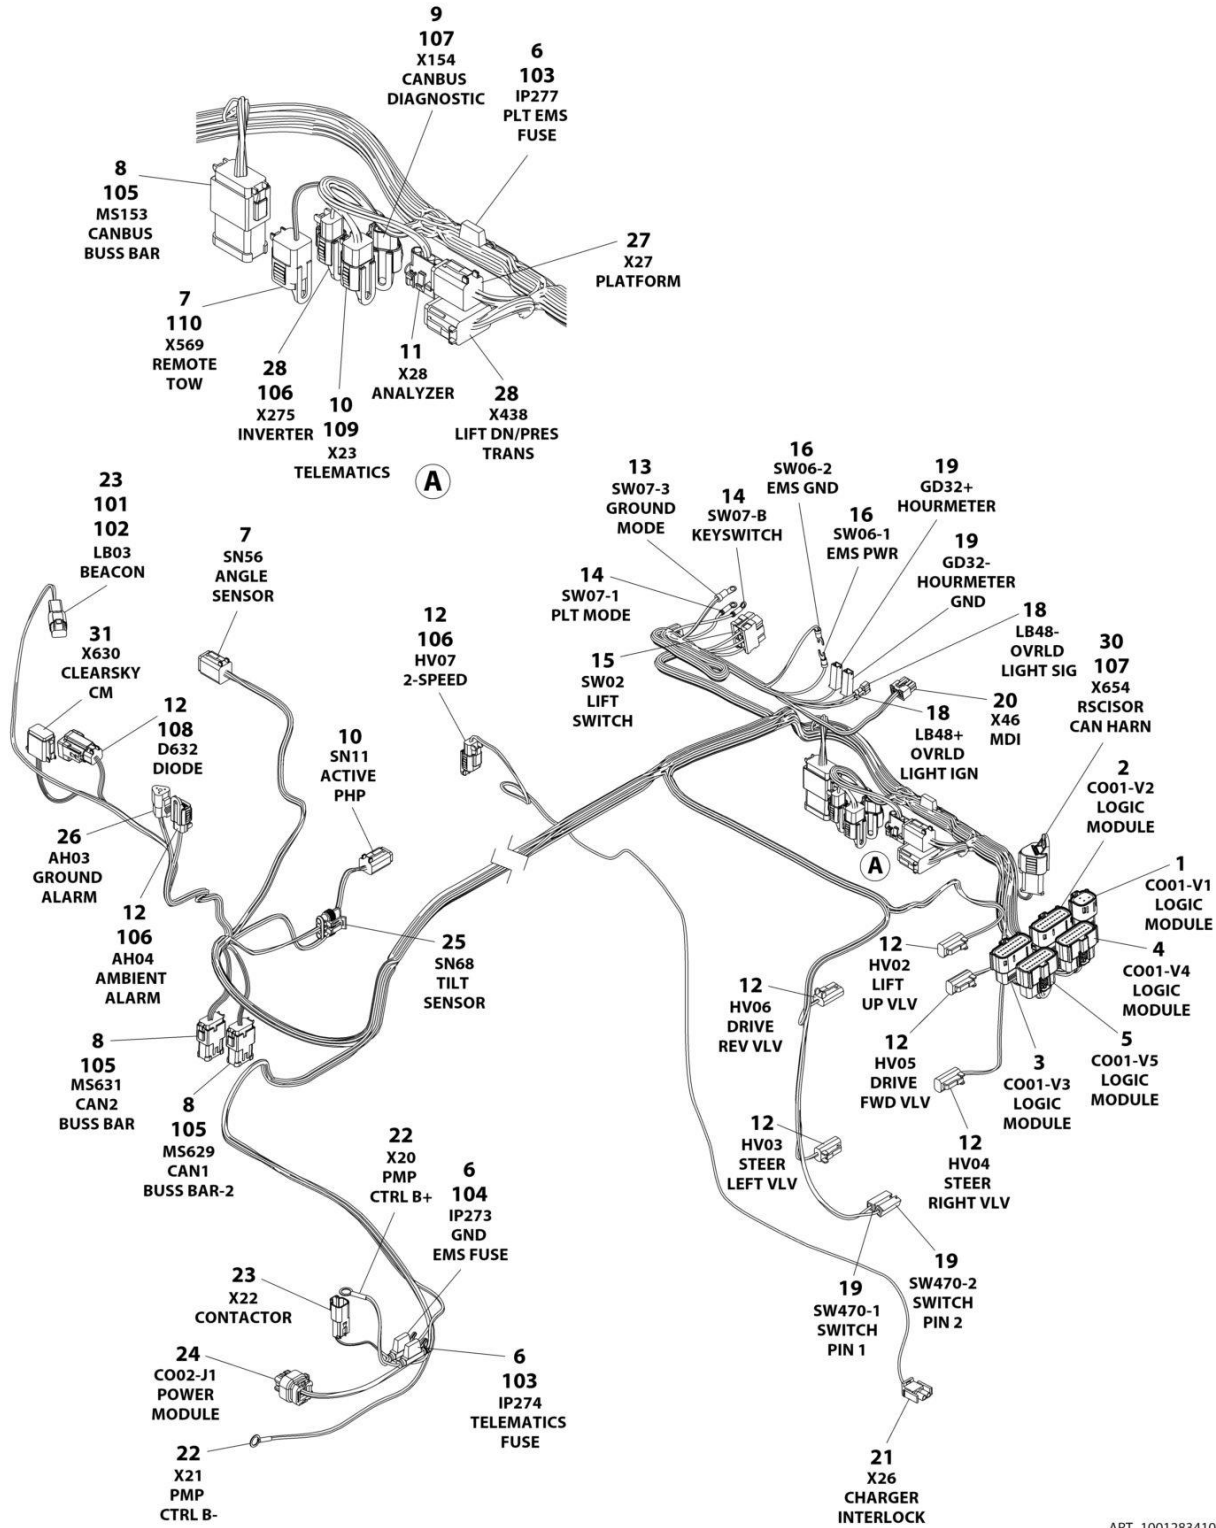 9
107
X154
CANBUS
DIAGNOSTIC
6
103
IP277
PLT EMS
FUSE
8
105
MS153
CANBUS
BUSS BAR
27
X27
PLATFORM
7
110
X569
REMOTE
TOW
28
106
X275
INVERTER
10
109
X23
TELEMATICS
11
X28
ANALYZER
28
X438
LIFT DN/PRES
TRANS
A
23
101
102
LB03
BEACON
7
SN56
ANGLE
SENSOR
31
X630
CLEARSKY
CM
12
108
D632
DIODE
12
106
HV07
2-SPEED
10
SN11
ACTIVE
PHP
13
SW07-3
GROUND
MODE
14
SW07-B
KEYSWITCH
14
SW07-1
PLT MODE
15
SW02
LIFT
SWITCH
16
SW06-2
EMS GND
16
SW06-1
EMS PWR
19
GD32+
HOURMETER
19
GD32-
HOURMETER
GND
18
LB48-
OVRLD
LIGHT SIG
18
LB48+
OVRLD
LIGHT IGN
20
X46
MDI
30
107
X654
RSCISOR
CAN HARN
2
CO01-V2
LOGIC
MODULE
1
CO01-V1
LOGIC
MODULE
4
CO01-V4
LOGIC
MODULE
5
CO01-V5
LOGIC
MODULE
3
CO01-V3
LOGIC
MODULE
A
26
AH03
GROUND
ALARM
12
106
AH04
AMBIENT
ALARM
25
SN68
TILT
SENSOR
12
HV02
LIFT
UP VLV
12
HV06
DRIVE
REV VLV
12
HV05
DRIVE
FWD VLV
12
HV03
STEER
LEFT VLV
12
HV04
STEER
RIGHT VLV
8
105
MS631
CAN2
BUSS BAR
8
105
MS629
CAN1
BUSS BAR-2
22
X20
PMP
CTRL B+
6
104
IP273
GND
EMS FUSE
23
X22
CONTACTOR
24
CO02-J1
POWER
MODULE
22
X21
PMP
CTRL B-
6
103
IP274
TELEMATICS
FUSE
19
SW470-1
SWITCH
PIN 1
19
SW470-2
SWITCH
PIN 2
21
X26
CHARGER
INTERLOCK
ART_1001283410